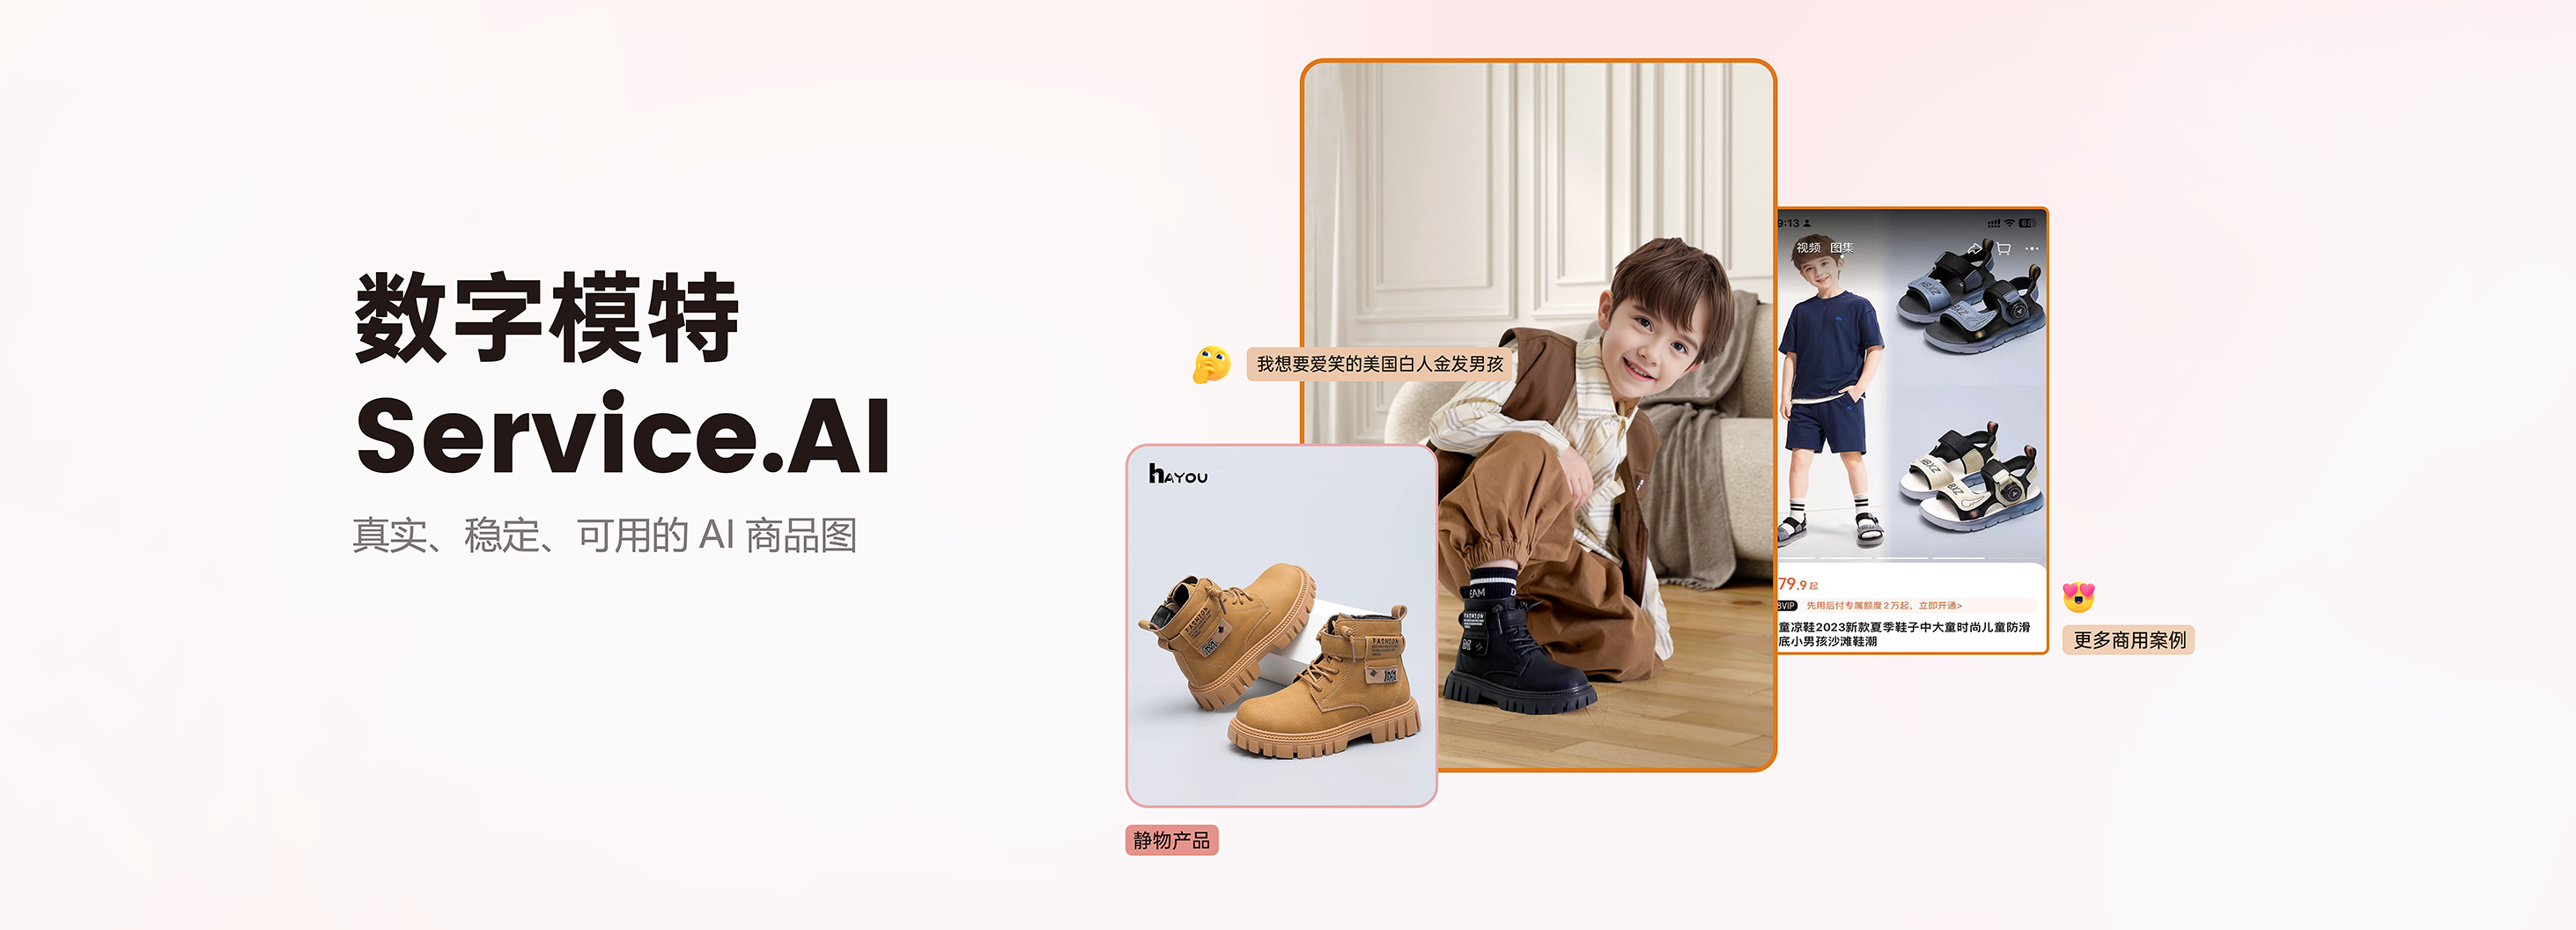 数字模特
Service.AI
真实、稳定、可用的 AI 商品图
我想要爱笑的美国白人金发男孩
hAYOU
FASHION
FASHION
静物产品
9:13
视频 图集
79.9起
先用后付专属额度2万起，立即开通>
童凉鞋2023新款夏季鞋子中大童时尚儿童防滑
底小男孩沙滩鞋潮
更多商用案例